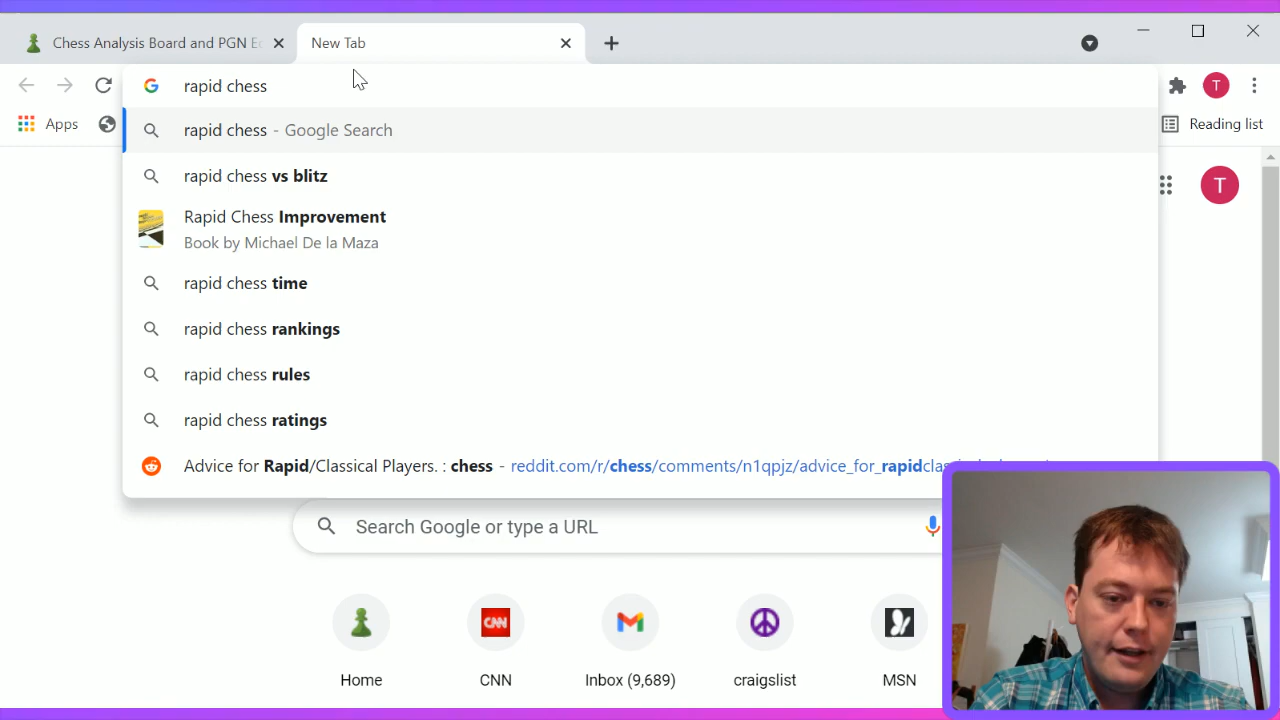 Chess Analysis Board and PGN Ec
New Tab
rapid chess
Apps
Reading list
T
rapid chess - Google Search
rapid chess vs blitz
T
Rapid Chess Improvement
Book by Michael De la Maza
rapid chess time
rapid chess rankings
rapid chess rules
rapid chess ratings
Advice for Rapid/Classical Players. : chess - reddit.com/r/chess/comments/n1qpjz/advice_for_rapidclas
Search Google or type a URL
CNN
Home
CNN
Inbox (9,689)
craigslist
MSN